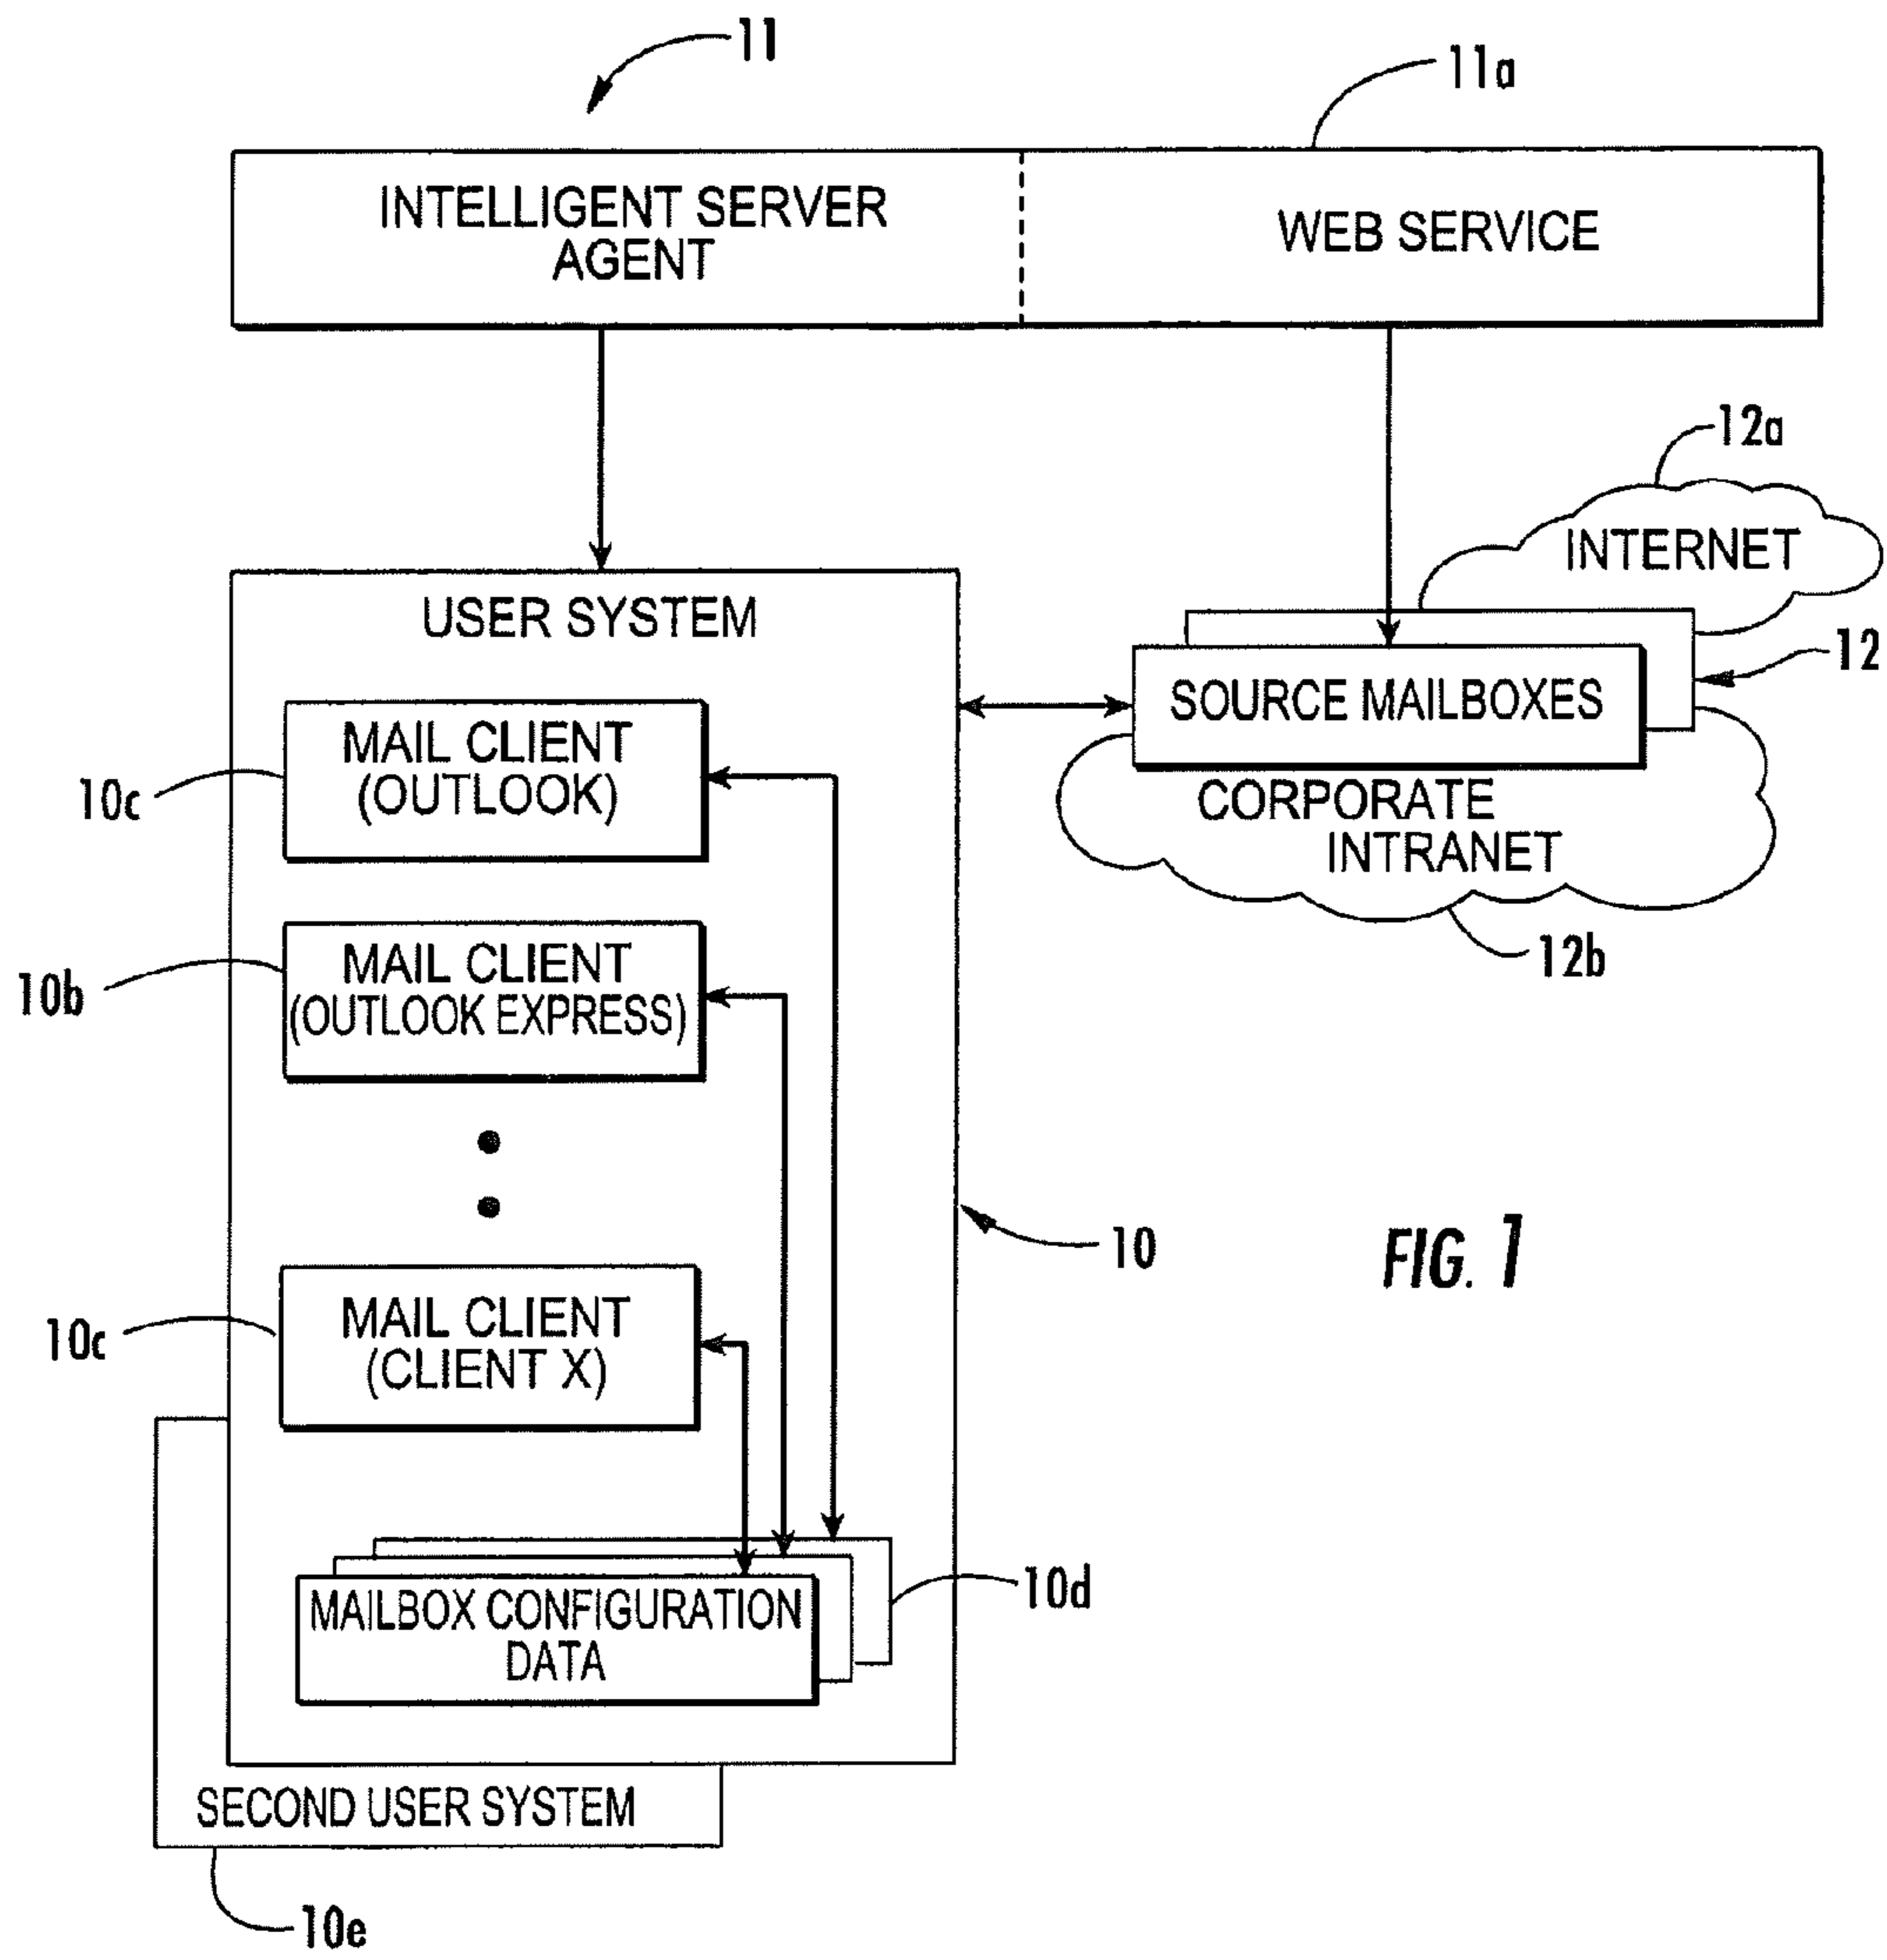 11
11a
INTELLIGENT SERVER
AGENT
WEB SERVICE
12a
INTERNET
USER SYSTEM
12
SOURCE MAILBOXES
MAIL CLIENT
(OUTLOOK)
10c
CORPORATE
INTRANET
12b
MAIL CLIENT
(OUTLOOK EXPRESS)
10b
10
FIG. 1
MAIL CLIENT
(CLIENT X)
10c
10d
MAILBOX CONFIGURATION
DATA
SECOND USER SYSTEM
10e